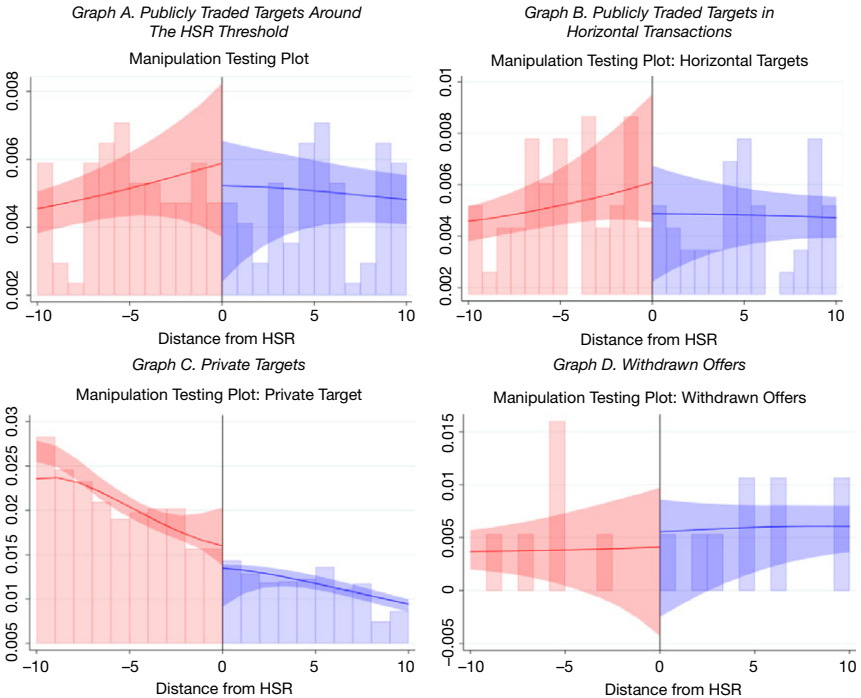 Graph A. Publicly Traded Targets Around
The HSR Threshold
Manipulation Testing Plot
0.008
0.006
0.004
0.002
−10
−5
0
5
10
Distance from HSR
Graph B. Publicly Traded Targets in
Horizontal Transactions
Manipulation Testing Plot: Horizontal Targets
0.01
0.008
0.006
0.004
0.002
−10
−5
0
5
10
Distance from HSR
Graph C. Private Targets
Manipulation Testing Plot: Private Target
0.03
0.025
0.02
0.015
0.01
0.005
−10
−5
0
5
10
Distance from HSR
Graph D. Withdrawn Offers
Manipulation Testing Plot: Withdrawn Offers
0.015
0.01
0.005
0
−0.005
−10
−5
0
5
10
Distance from HSR